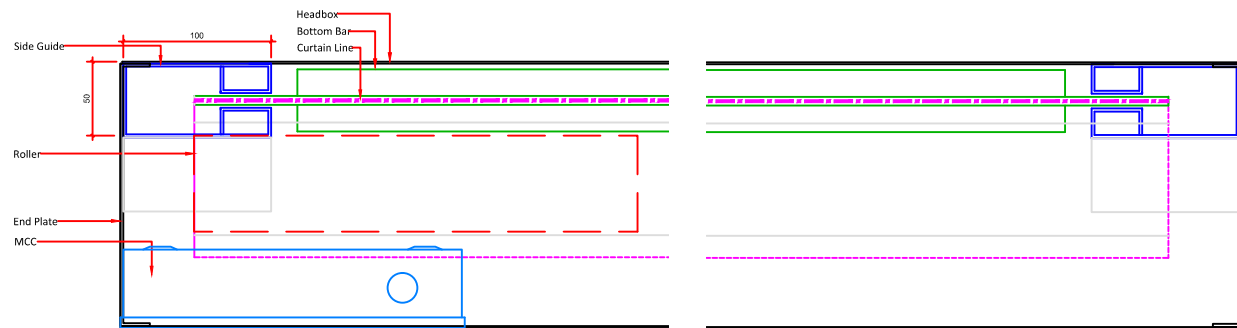 Headbox
Bottom Bar
Curtain Line
100
Side Guide
50
Roller
End Plate
MCC